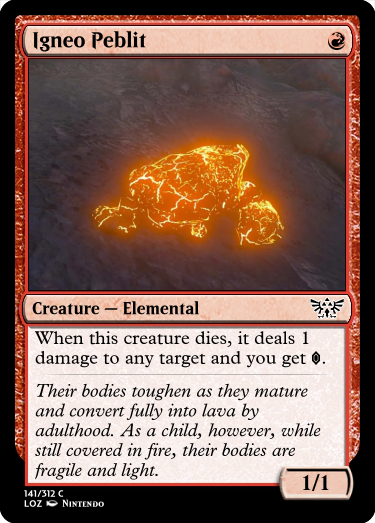 Igneo Peblit
Creature — Elemental
When this creature dies, it deals 1
damage to any target and you get .
Their bodies toughen as they mature
and convert fully into lava by
adulthood. As a child, however, while
still covered in fire, their bodies are
fragile and light.
1/1
141/312 C
LOZ Nintendo